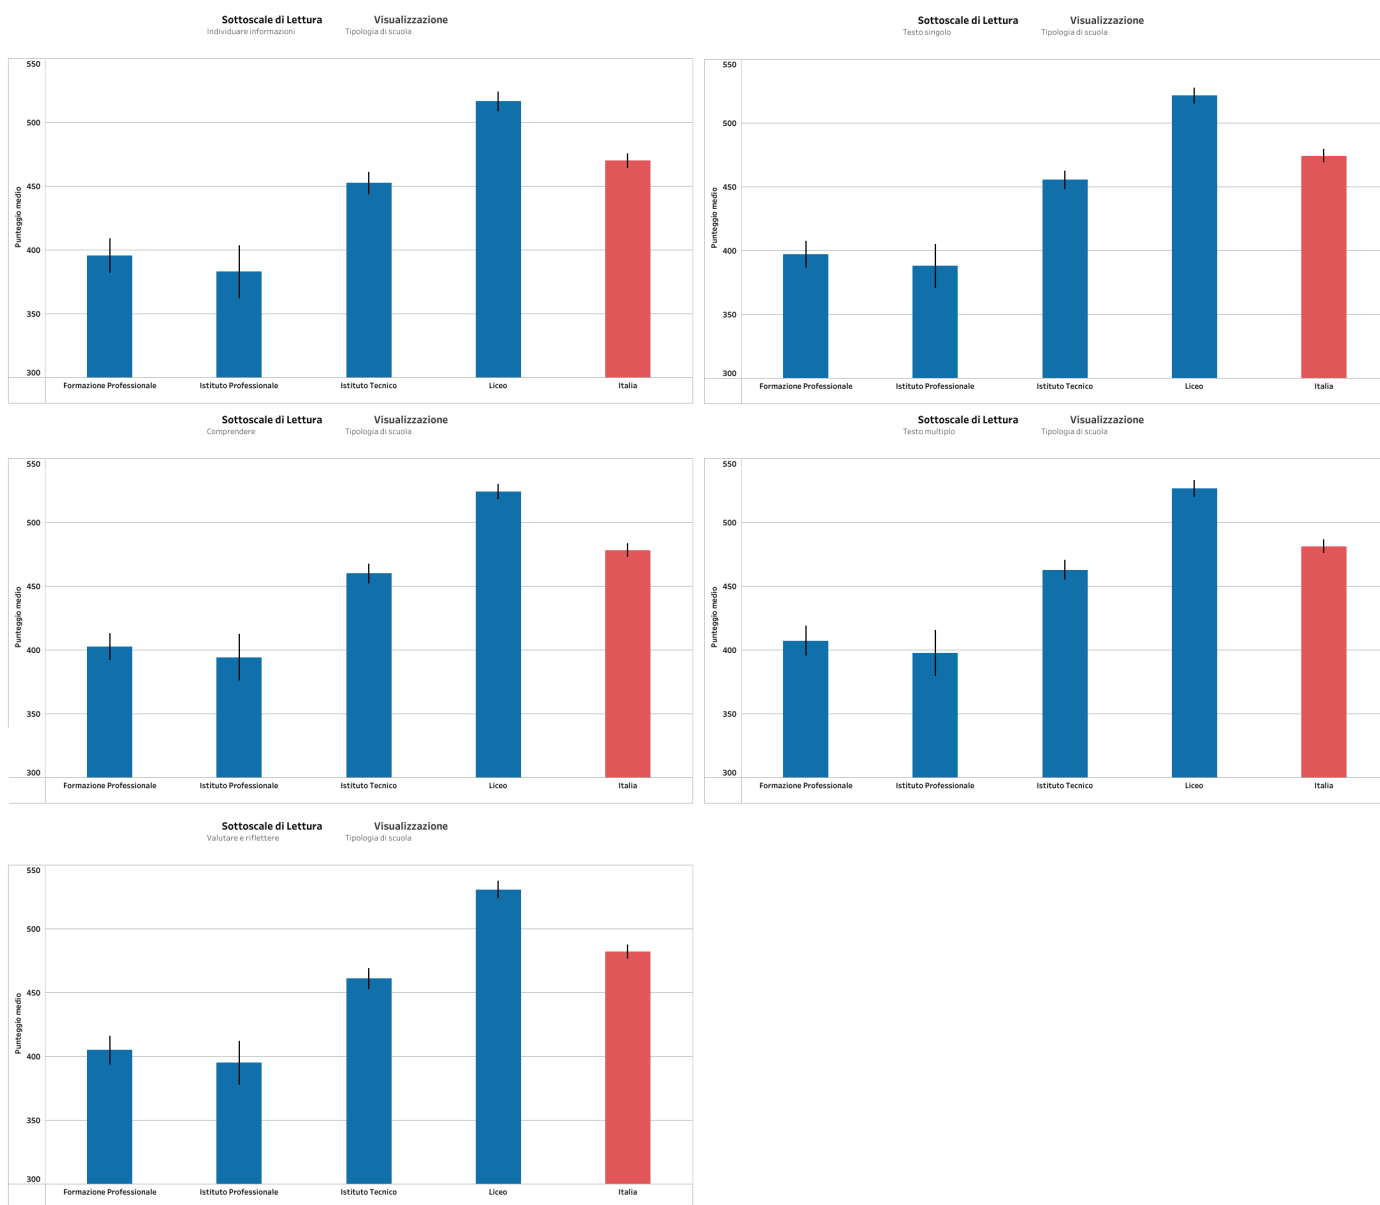 Sottoscale di Lettura Visualizzazione
Individuare informazioni Tipologia di scuola
550
500
450
400
350
300
Punteggio medio
Formazione Professionale Istituto Professionale Istituto Tecnico Liceo Italia
Sottoscale di Lettura Visualizzazione
Testo singolo Tipologia di scuola
550
500
450
400
350
300
Punteggio medio
Formazione Professionale Istituto Professionale Istituto Tecnico Liceo Italia
Sottoscale di Lettura Visualizzazione
Comprendere Tipologia di scuola
550
500
450
400
350
300
Punteggio medio
Formazione Professionale Istituto Professionale Istituto Tecnico Liceo Italia
Sottoscale di Lettura Visualizzazione
Testo multiplo Tipologia di scuola
550
500
450
400
350
300
Punteggio medio
Formazione Professionale Istituto Professionale Istituto Tecnico Liceo Italia
Sottoscale di Lettura Visualizzazione
Valutare e riflettere Tipologia di scuola
550
500
450
400
350
300
Punteggio medio
Formazione Professionale Istituto Professionale Istituto Tecnico Liceo Italia